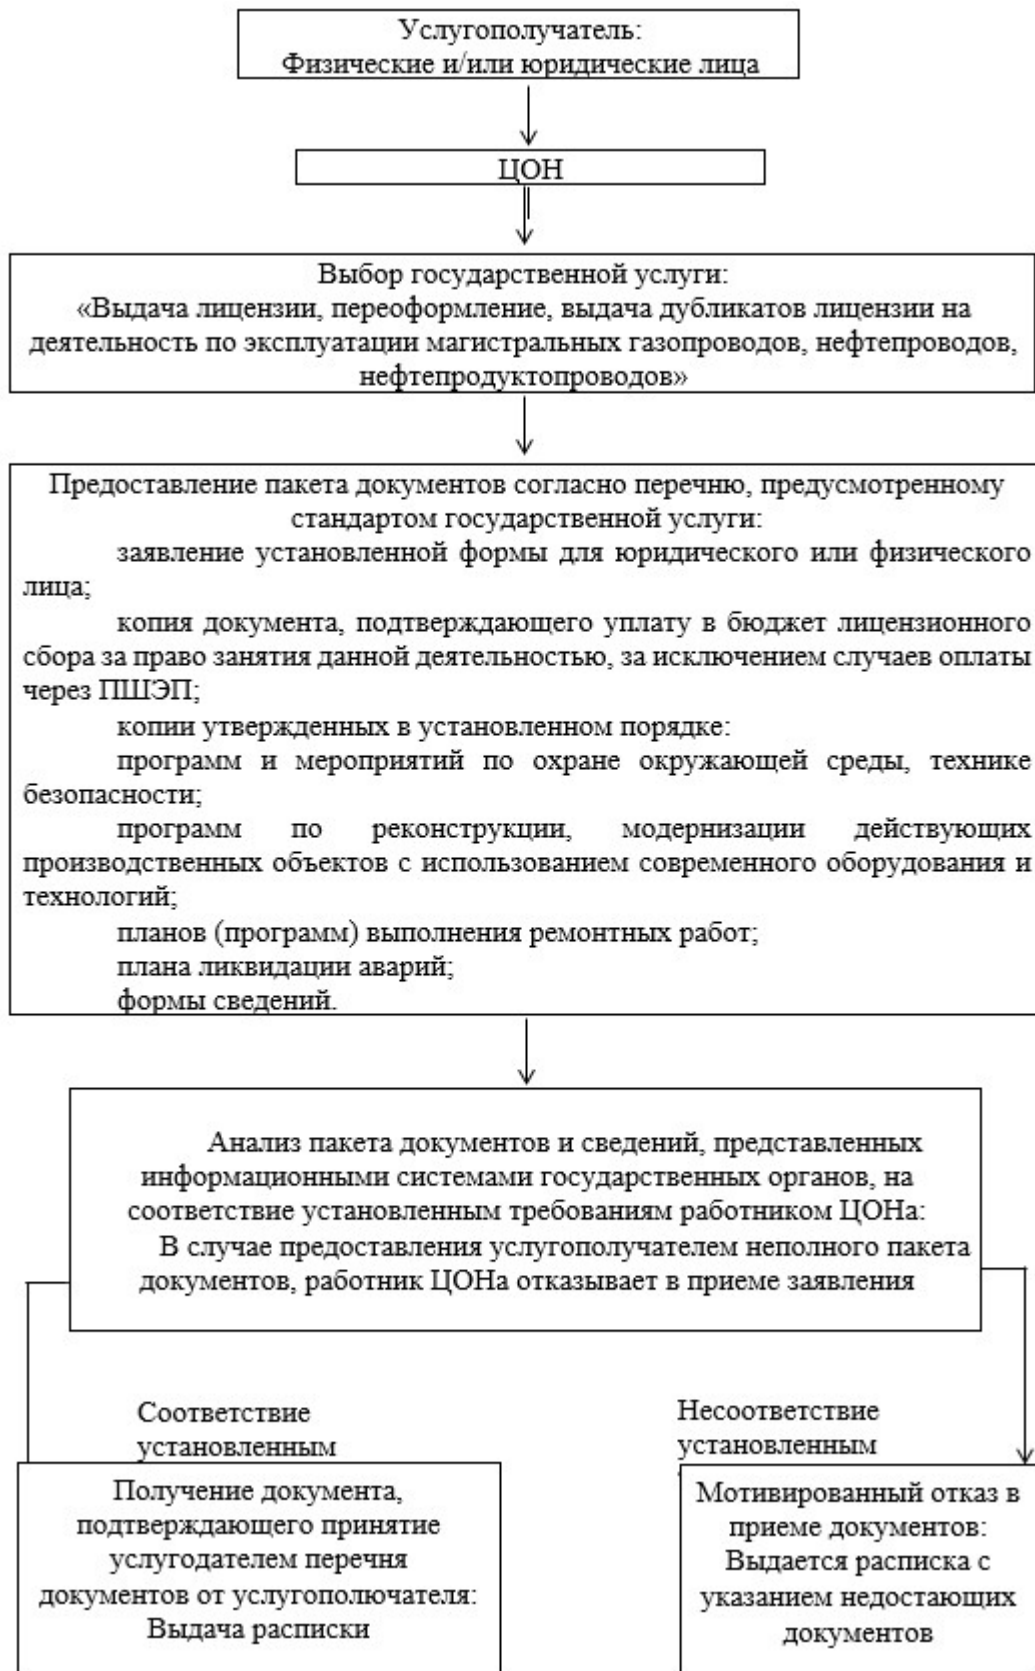 Услугополучатель:
Физические и/или юридические лица
ЦОН
Выбор государственной услуги:
«Выдача лицензии, переоформление, выдача дубликатов лицензии на
деятельность по эксплуатации магистральных газопроводов, нефтепроводов,
нефтепродуктопроводов»
Предоставление пакета документов согласно перечню, предусмотренному
стандартом государственной услуги:
заявление установленной формы для юридического или физического
лица;
копия документа, подтверждающего уплату в бюджет лицензионного
сбора за право занятия данной деятельностью, за исключением случаев оплаты
через ПШЭП;
копии утвержденных в установленном порядке:
программ и мероприятий по охране окружающей среды, технике
безопасности;
программ по реконструкции, модернизации действующих
производственных объектов с использованием современного оборудования и
технологий;
планов (программ) выполнения ремонтных работ;
плана ликвидации аварий;
формы сведений.
Анализ пакета документов и сведений, представленных
информационными системами государственных органов, на
соответствие установленным требованиям работником ЦОНа:
В случае предоставления услугополучателем неполного пакета
документов, работник ЦОНа отказывает в приеме заявления
Соответствие
установленным
Несоответствие
установленным
Получение документа,
подтверждающего принятие
услугодателем перечня
документов от услугополючателя:
Выдача расписки
Мотивированный отказ в
приеме документов:
Выдается расписка с
указанием недостающих
документов